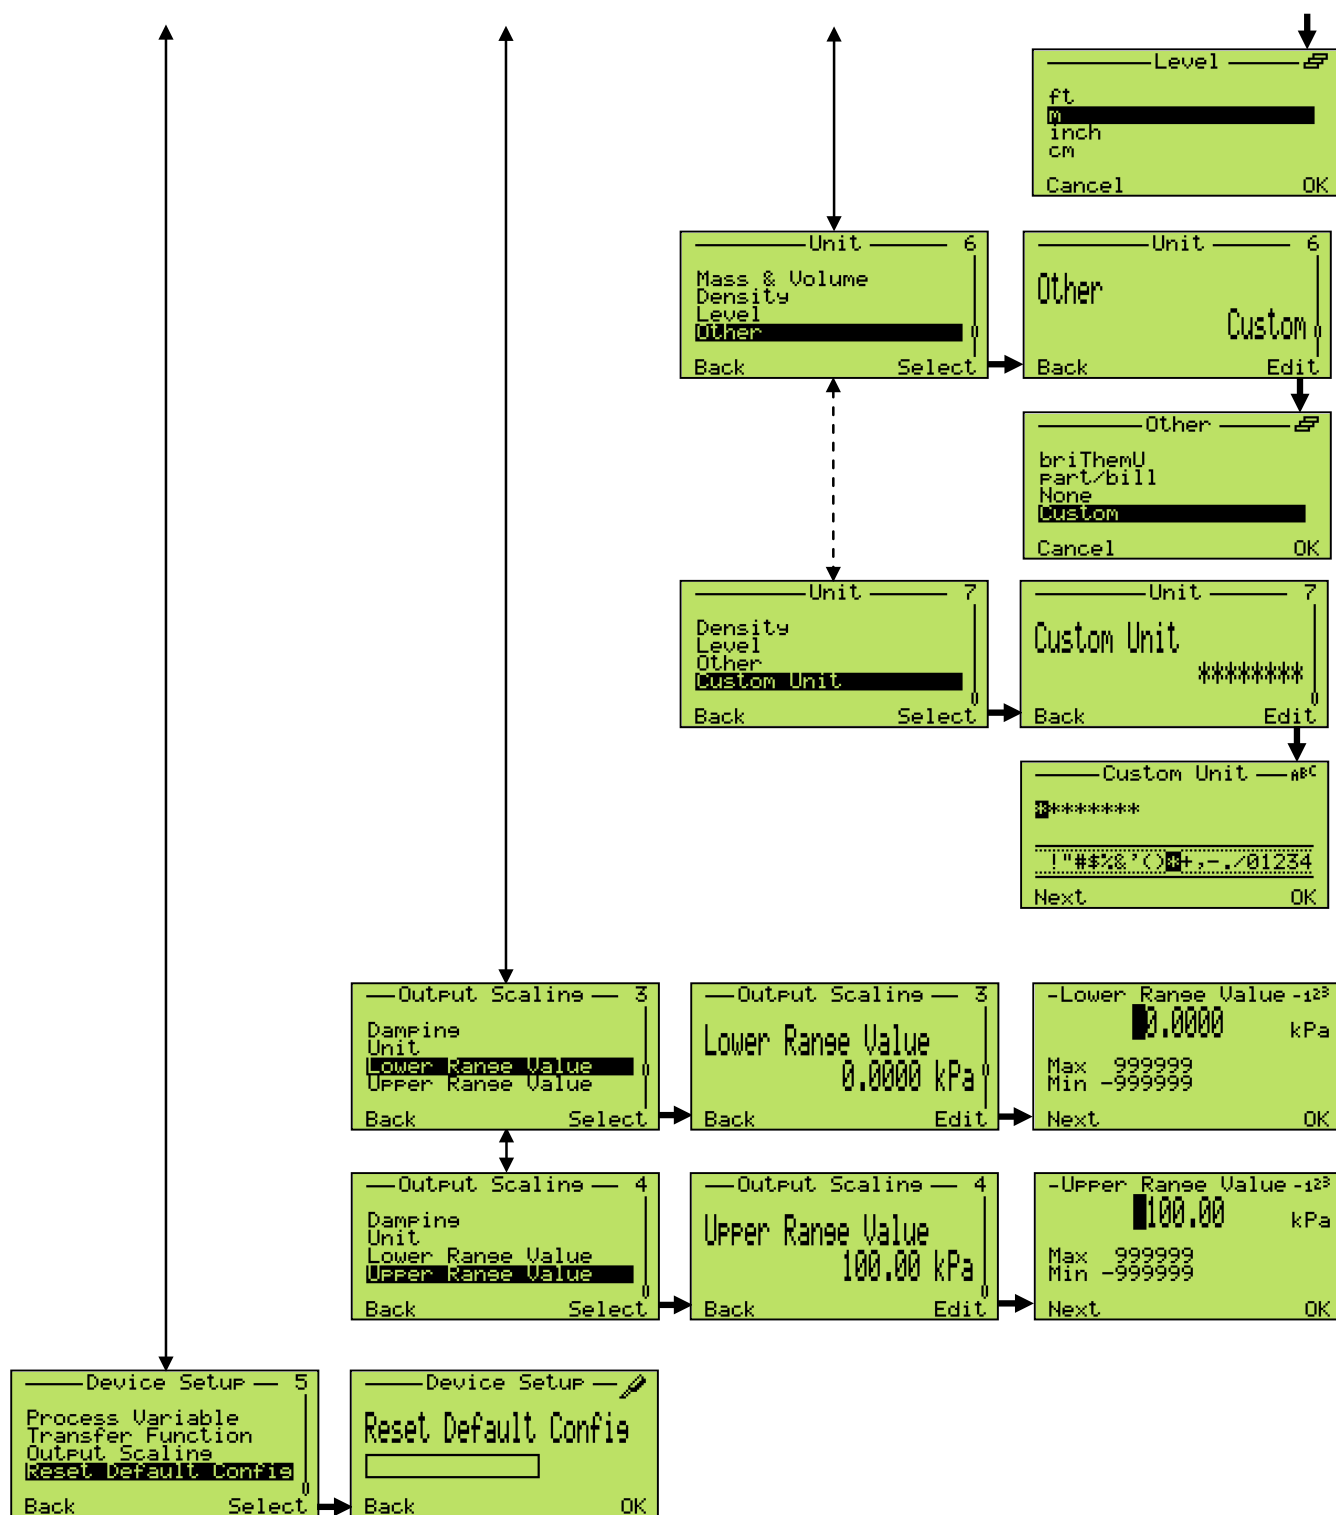 Level
ft
m
inch
cm
Cancel OK
Unit 6
Mass & Volume
Density
Level
Other
Back Select
Unit 6
Other
Custom
Back Edit
Other
briThemU
part/bill
None
Custom
Cancel OK
Unit 7
Density
Level
Other
Custom Unit
Back Select
Unit 7
Custom Unit
********
Back Edit
Custom Unit ABC
********
!"#$%&'()*+,-./01234
Next OK
Output Scaling 3
Damping
Unit
Lower Range Value
Upper Range Value
Back Select
Output Scaling 3
Lower Range Value
0.0000 kPa
Back Edit
Lower Range Value 123
0.0000 kPa
Max 999999
Min -999999
Next OK
Output Scaling 4
Damping
Unit
Lower Range Value
Upper Range Value
Back Select
Output Scaling 4
Upper Range Value
100.00 kPa
Back Edit
Upper Range Value 123
100.00 kPa
Max 999999
Min -999999
Next OK
Device Setup 5
Process Variable
Transfer Function
Output Scaling
Reset Default Config
Back Select
Device Setup
Reset Default Config
Back OK